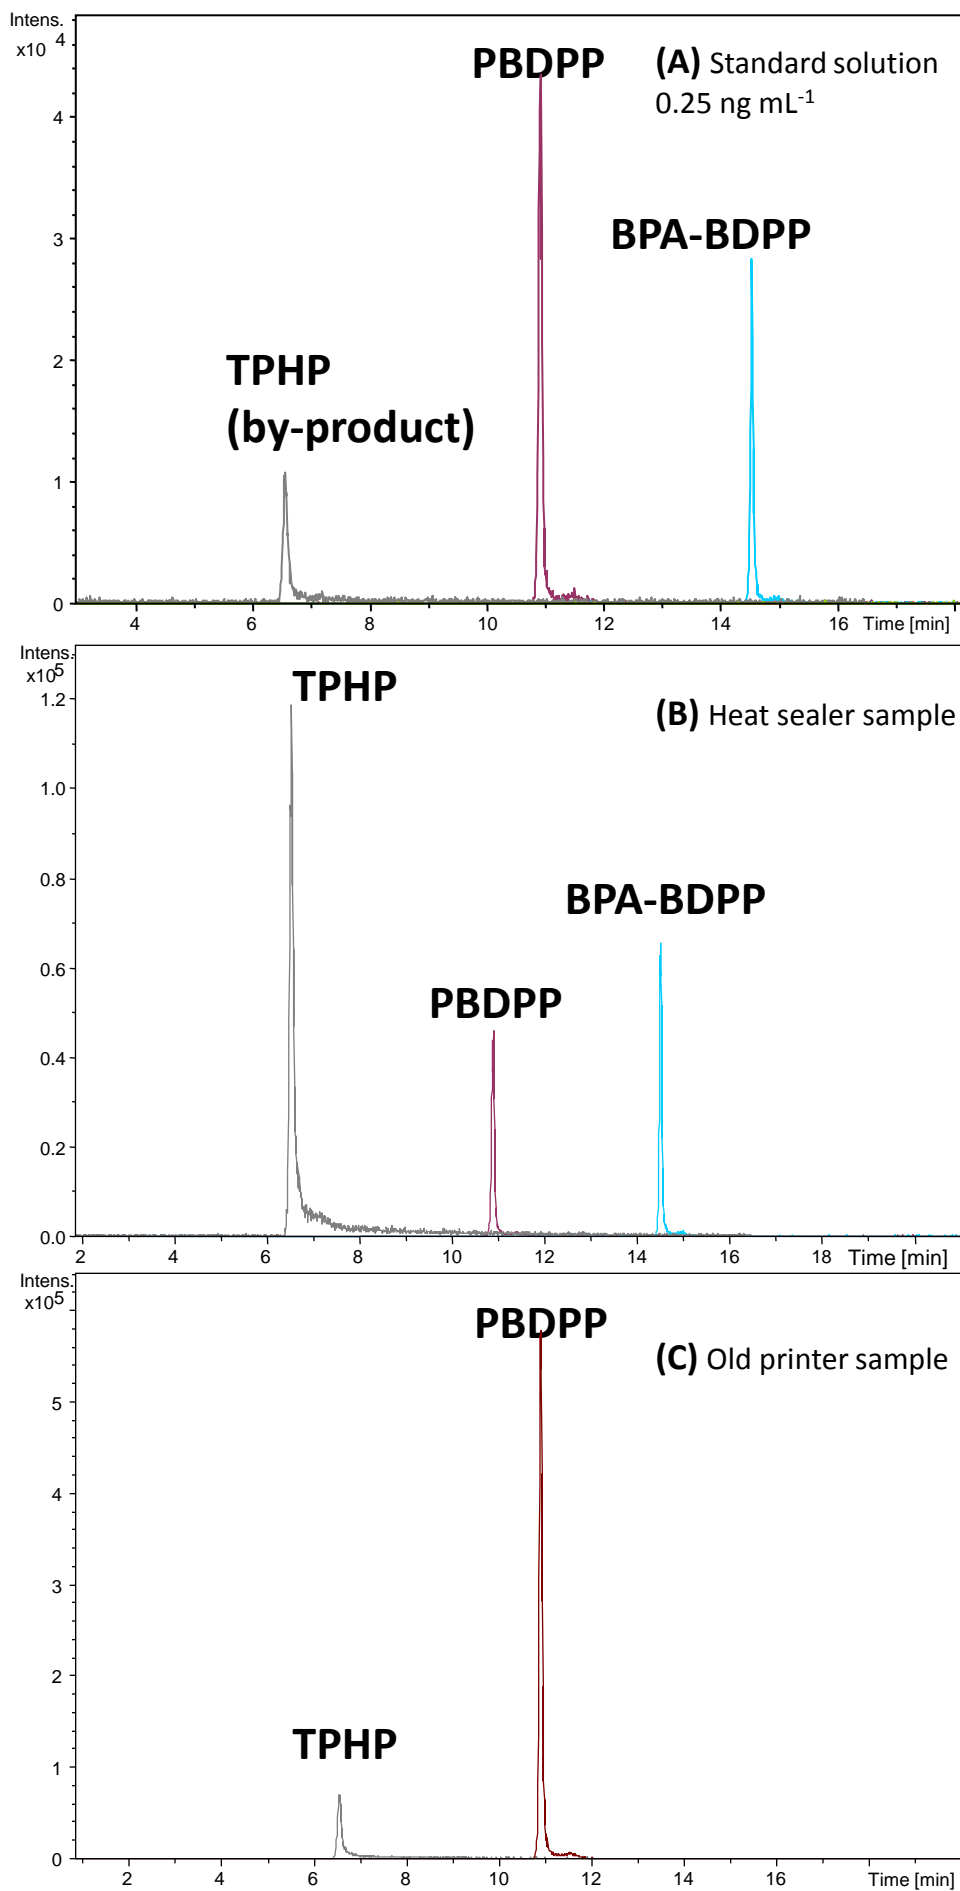 Intens.
x10 4
PBDPP
(A) Standard solution
0.25 ng mL-1
4
BPA-BDPP
3
TPHP
(by-product)
2
1
0
4 6 8 10 12 14 16 Time [min]
Intens.
x105
TPHP
(B) Heat sealer sample
1.2
1.0
BPA-BDPP
0.8
PBDPP
0.6
0.4
0.2
0.0
2 4 6 8 10 12 14 16 18 Time [min]
Intens.
x105
PBDPP
(C) Old printer sample
5
4
3
2
TPHP
1
0
2 4 6 8 10 12 14 16 Time [min]